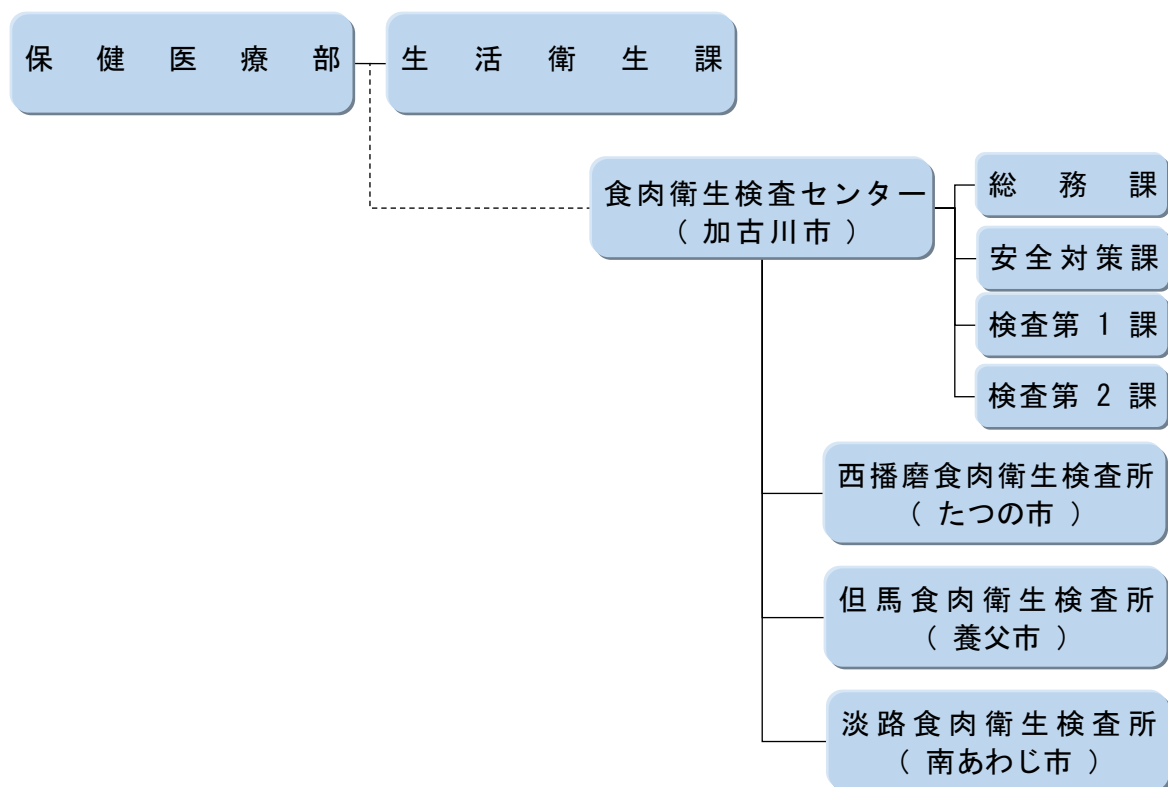 保健医療部
生活衛生課
食肉衛生検査センター
（ 加古川市 ）
総務課
安全対策課
検査第 1 課
検査第 2 課
西播磨食肉衛生検査所
（ たつの市 ）
但馬食肉衛生検査所
（ 養父市 ）
淡路食肉衛生検査所
（ 南あわじ市 ）